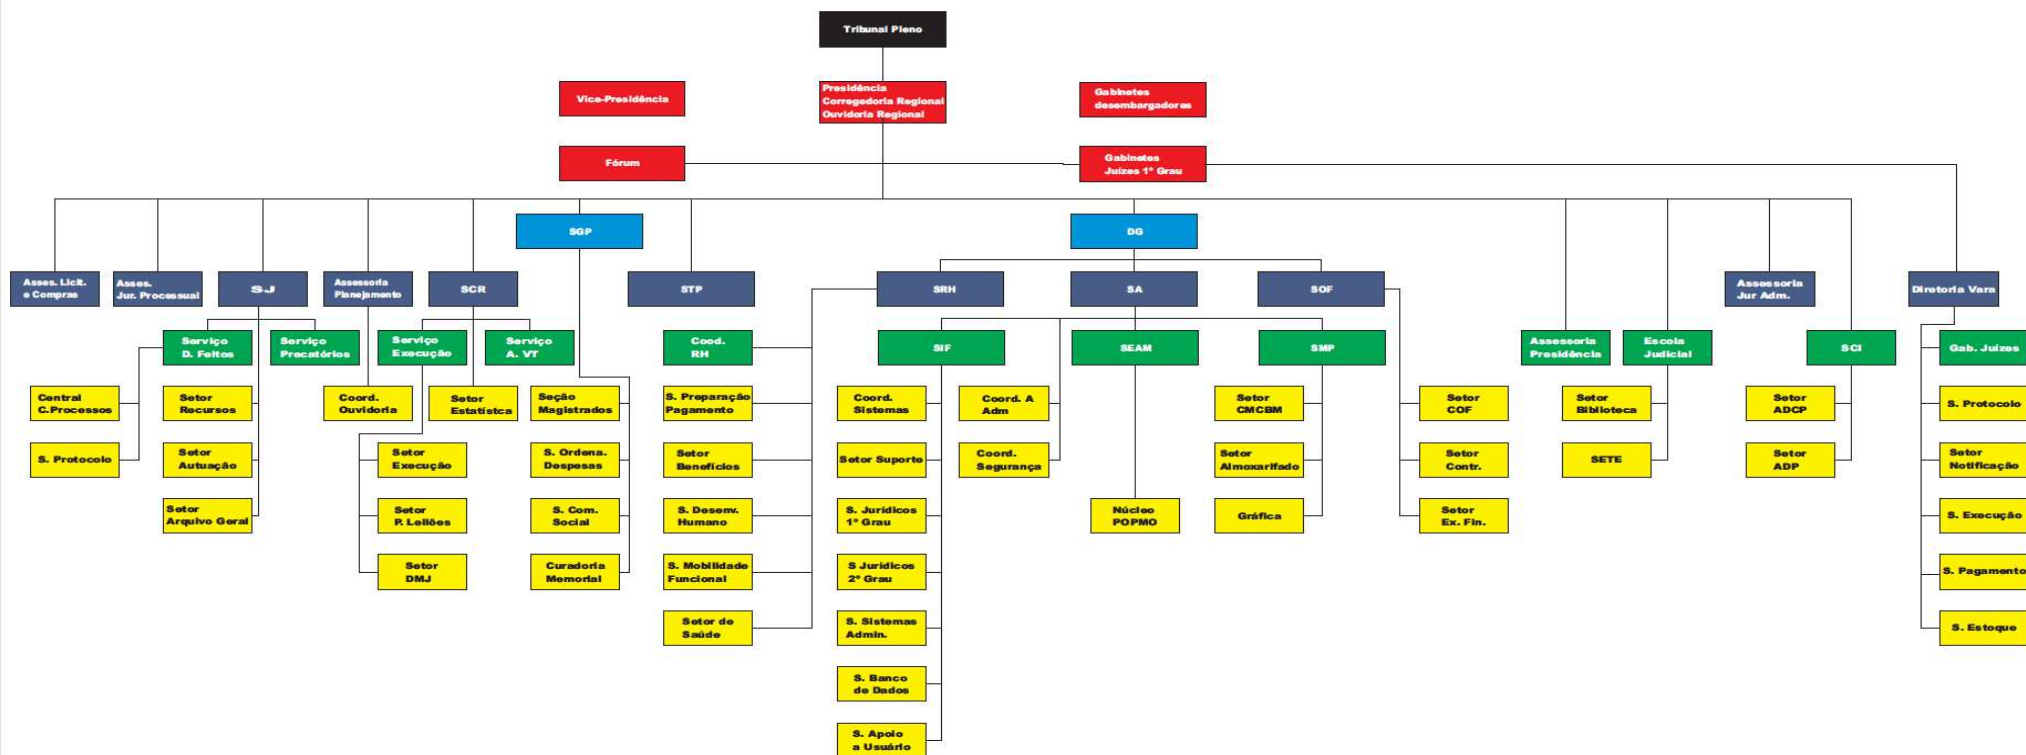 Tribunal Pleno
Vice-Presidência
Presidência
Corregedoria Regional
Ouvidoria Regional
Gabinetes
desembargadores
Fórum
Gabinetes
Juízes 1º Grau
SGP
DG
Asses. Licit.
e Compras
Asses.
Jur. Processual
SJ
Assessoria
Planejamento
SCR
STP
SRH
SA
SOF
Assessoria
Jur Adm.
Diretoria Vara
Serviço
D. Feitos
Serviço
Precatórios
Serviço
Execução
Serviço
A. VT
Cood.
RH
SIF
SEAM
SMP
Assessoria
Presidência
Escola
Judicial
SCI
Gab. Juízes
Central
C.Processos
Setor
Recursos
Coord.
Ouvidoria
Setor
Estatístca
Seção
Magistrados
S. Preparação
Pagamento
Coord.
Sistemas
Coord. A
Adm
Setor
CMCBM
Setor
COF
Setor
Biblioteca
Setor
ADCP
S. Protocolo
S. Protocolo
Setor
Autuação
Setor
Execução
S. Ordena.
Despesas
Setor
Benefícios
Setor Suporte
Coord.
Segurança
Setor
Almoxarifado
Setor
Contr.
SETE
Setor
ADP
Setor
Notificação
Setor
Arquivo Geral
Setor
P. Leilões
S. Com.
Social
S. Desenv.
Humano
S. Jurídicos
1º Grau
Núcleo
POPMO
Gráfica
Setor
Ex. Fin.
S. Execução
Setor
DMJ
Curadoria
Memorial
S. Mobilidade
Funcional
S Jurídicos
2º Grau
S. Pagamento
Setor de
Saúde
S. Sistemas
Admin.
S. Estoque
S. Banco
de Dados
S. Apoio
a Usuário